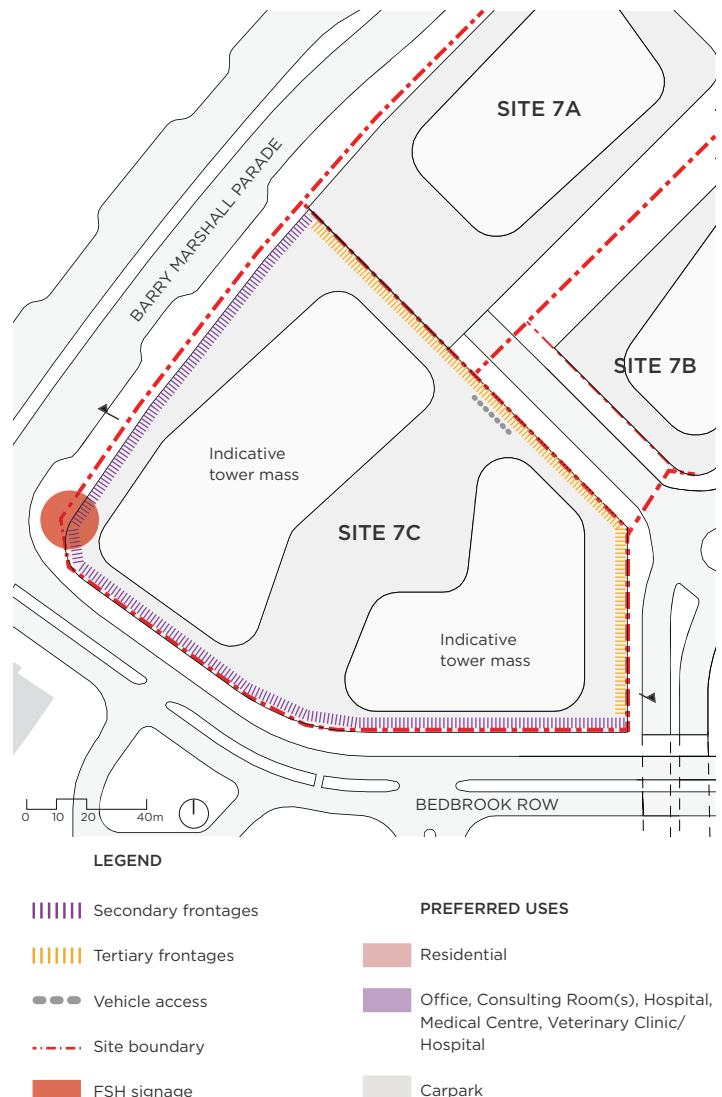 SITE 7A
BARRY MARSHALL PARADE
SITE 7B
Indicative
tower mass
SITE 7C
Indicative
tower mass
BEDBROOK ROW
0 10 20 40m
LEGEND
Secondary frontages
Tertiary frontages
Vehicle access
Site boundary
FSH signage
PREFERRED USES
Residential
Office, Consulting Room(s), Hospital,
Medical Centre, Veterinary Clinic/
Hospital
Carpark